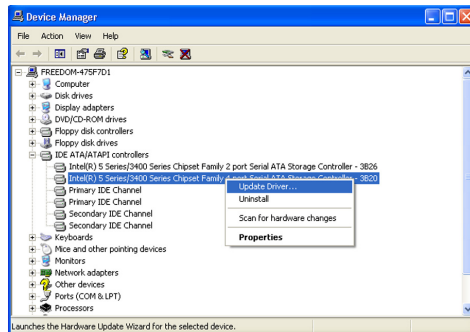 Device Manager
File Action View Help
FREEDOM-475F7D1
Computer
Disk drives
Display adapters
DVD/CD-ROM drives
Floppy disk controllers
Floppy disk drives
IDE ATA/ATAPI controllers
Intel(R) 5 Series/3400 Series Chipset Family 2 port Serial ATA Storage Controller - 3B26
Intel(R) 5 Series/3400 Series Chipset Family 4 port Serial ATA Storage Controller - 3B20
Primary IDE Channel
Primary IDE Channel
Secondary IDE Channel
Secondary IDE Channel
Update Driver...
Uninstall
Scan for hardware changes
Properties
Keyboards
Mice and other pointing devices
Monitors
Network adapters
Other devices
Ports (COM & LPT)
Processors
Launches the Hardware Update Wizard for the selected device.